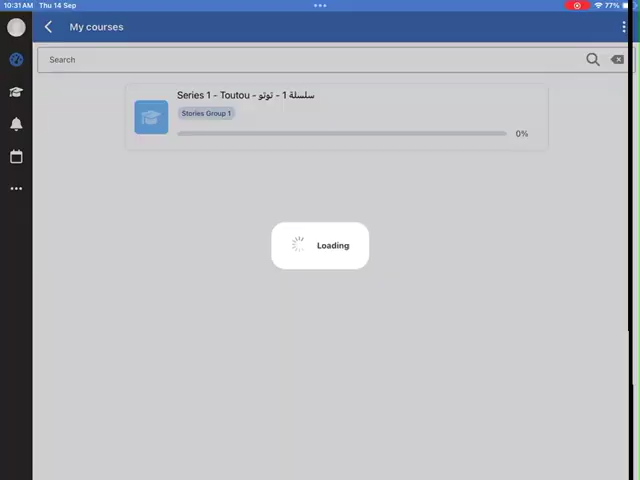 10:31 AM Thu 14 Sep
77%
My courses
Search
Series 1 - Toutou - سلسلة 1 - توتو
Stories Group 1
0%
Loading